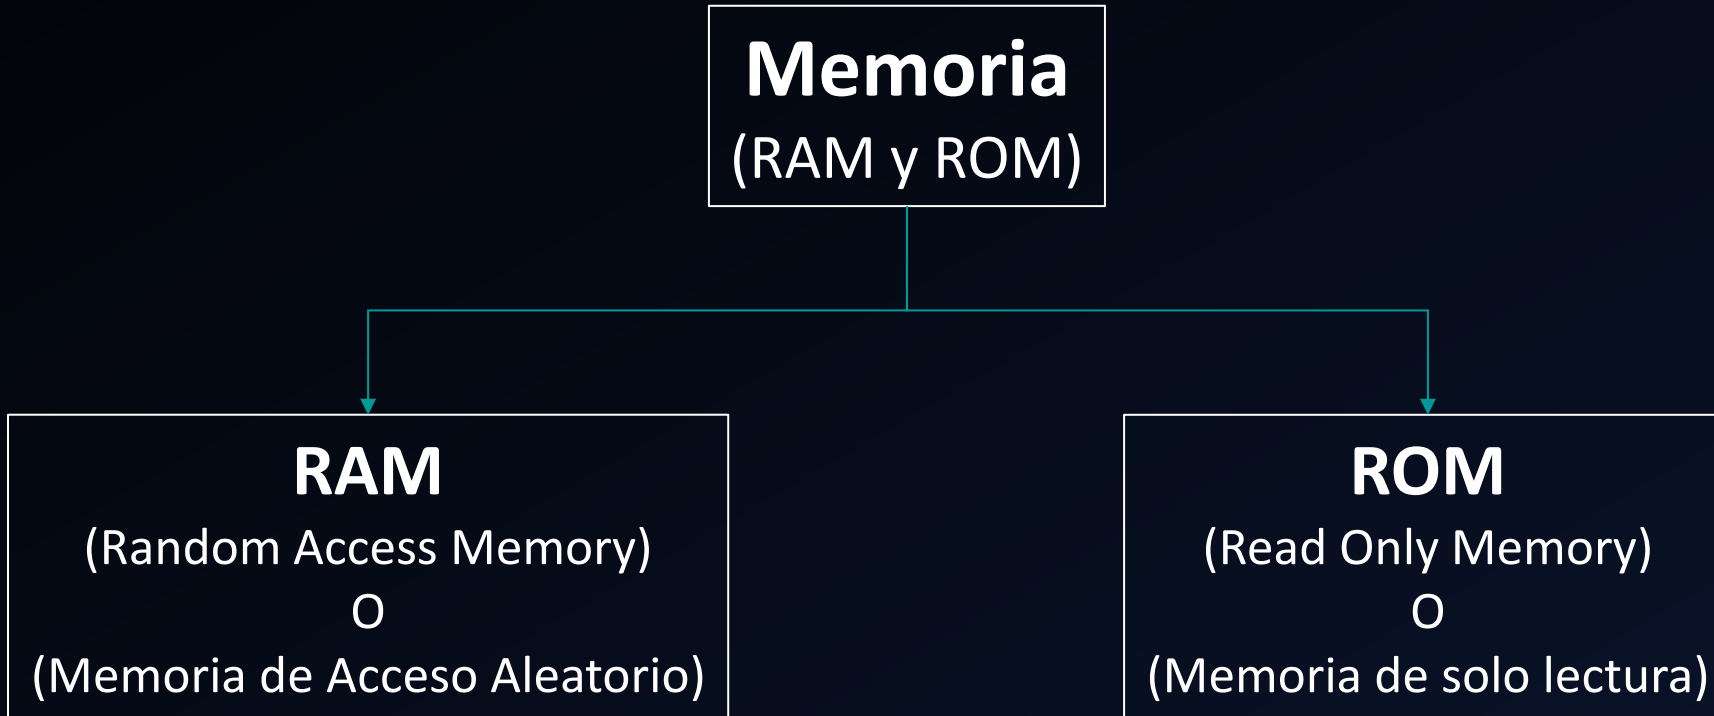 Memoria
(RAM y ROM)
RAM
(Random Access Memory)
O
(Memoria de Acceso Aleatorio)
ROM
(Read Only Memory)
O
(Memoria de solo lectura)